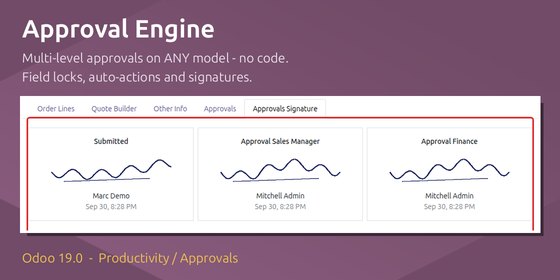 Approval Engine
Multi-level approvals on ANY model - no code.
Field locks, auto-actions and signatures.
Order Lines Quote Builder Other Info Approvals Approvals Signature
Submitted Approval Sales Manager Approval Finance
Marc Demo Mitchell Admin Mitchell Admin
Sep 30, 8:28 PM Sep 30, 8:28 PM Sep 30, 8:28 PM
Odoo 19.0 - Productivity / Approvals